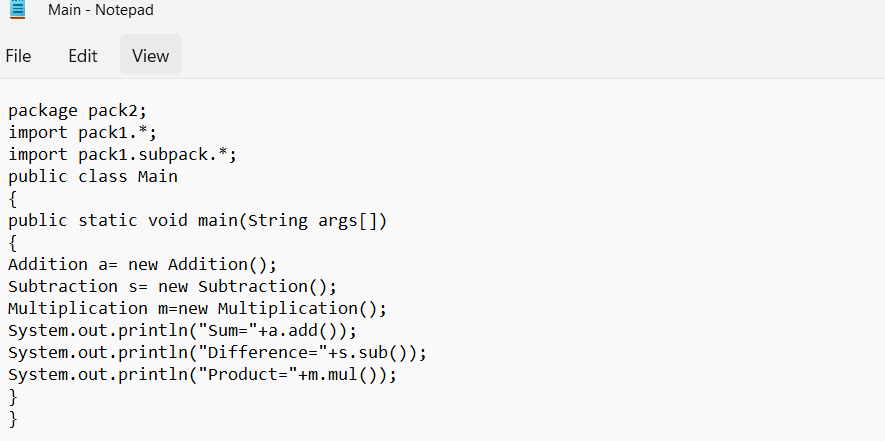 Main - Notepad
File Edit View
package pack2;
import pack1.*;
import pack1.subpack.*;
public class Main
{
public static void main(String args[])
{
Addition a= new Addition();
Subtraction s= new Subtraction();
Multiplication m=new Multiplication();
System.out.println("Sum="+a.add());
System.out.println("Difference="+s.sub());
System.out.println("Product="+m.mul());
}
}